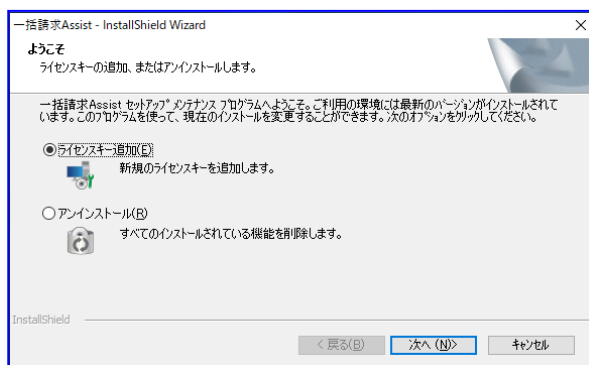 一括請求Assist - InstallShield Wizard
ようこそ
ライセンスキーの追加、またはアンインストールします。
一括請求Assist セットアップ メンテナンス プログラムへようこそ。ご利用の環境には最新のバージョンがインストールされて
います。このプログラムを使って、現在のインストールを変更することができます。次のオプションをクリックしてください。
ライセンスキー追加(E)
新規のライセンスキーを追加します。
アンインストール(R)
すべてのインストールされている機能を削除します。
InstallShield
< 戻る(B)
次へ (N)>
キャンセル